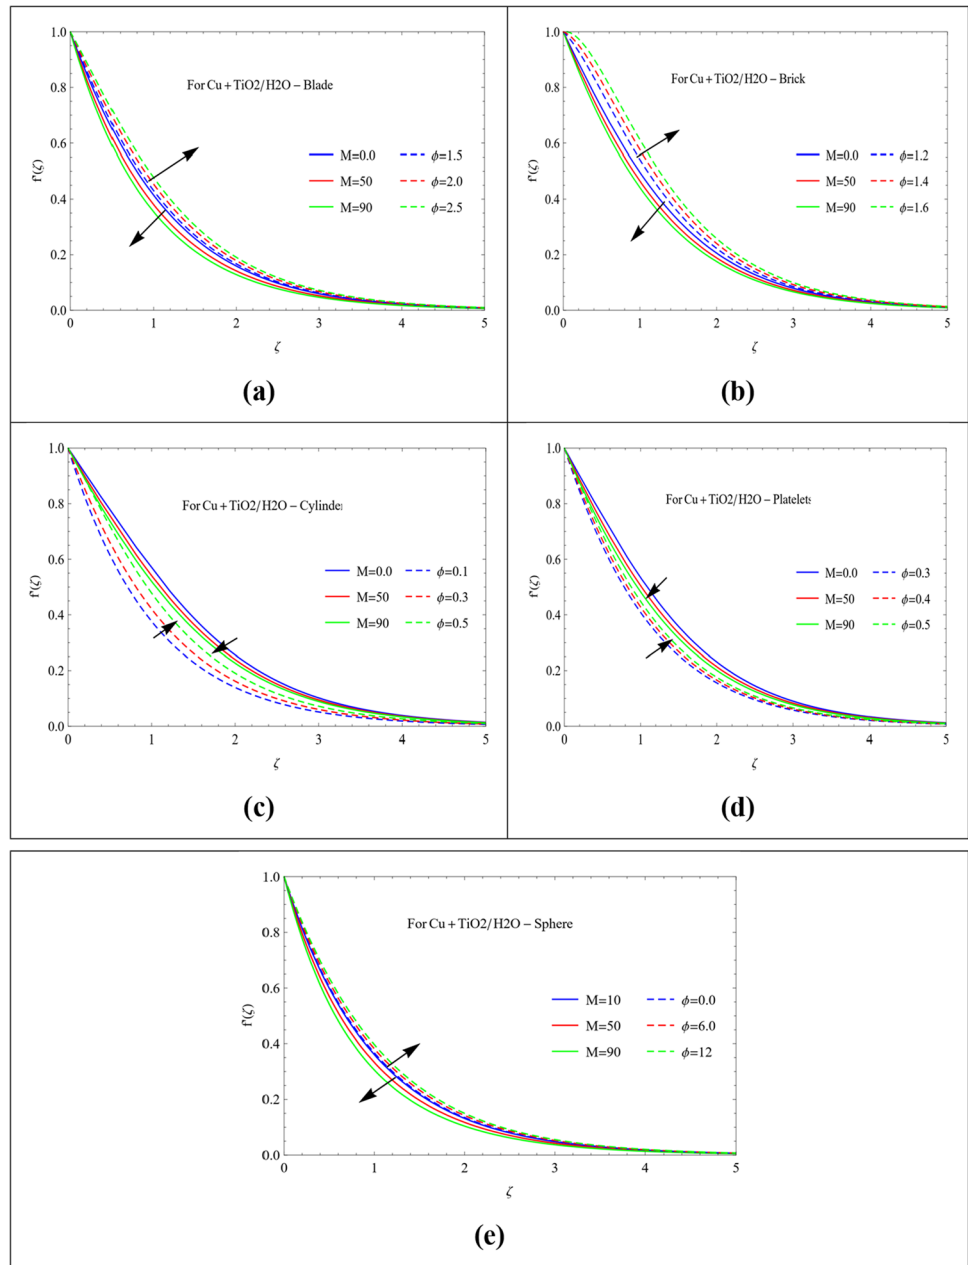 For Cu + TiO2/H2O − Blade
f'(ζ)
1.0
0.8
0.6
0.4
0.2
0.0
M=0.0 ϕ=1.5
M=50 ϕ=2.0
M=90 ϕ=2.5
0 1 2 3 4 5
ζ
(a)
For Cu + TiO2/H2O − Brick
f'(ζ)
1.0
0.8
0.6
0.4
0.2
0.0
M=0.0 ϕ=1.2
M=50 ϕ=1.4
M=90 ϕ=1.6
0 1 2 3 4 5
ζ
(b)
For Cu + TiO2/H2O − Cylinder
f'(ζ)
1.0
0.8
0.6
0.4
0.2
0.0
M=0.0 ϕ=0.1
M=50 ϕ=0.3
M=90 ϕ=0.5
0 1 2 3 4 5
ζ
(c)
For Cu + TiO2/H2O − Platelets
f'(ζ)
1.0
0.8
0.6
0.4
0.2
0.0
M=0.0 ϕ=0.3
M=50 ϕ=0.4
M=90 ϕ=0.5
0 1 2 3 4 5
ζ
(d)
For Cu + TiO2/H2O − Sphere
f'(ζ)
1.0
0.8
0.6
0.4
0.2
0.0
M=10 ϕ=0.0
M=50 ϕ=6.0
M=90 ϕ=12
0 1 2 3 4 5
ζ
(e)